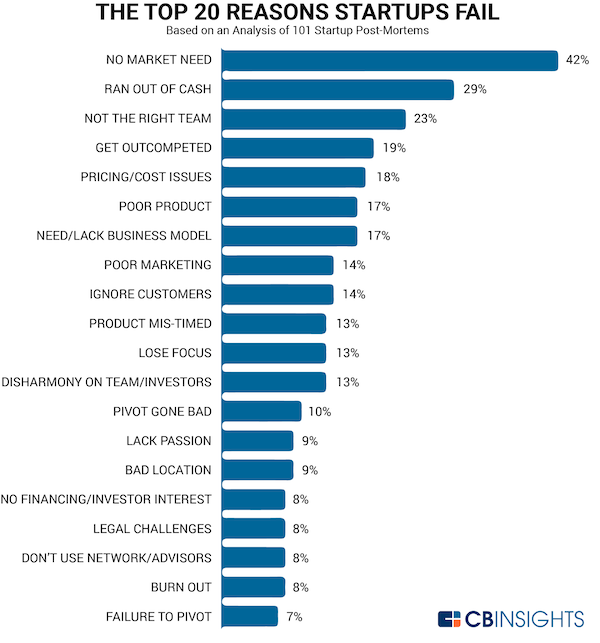 THE TOP 20 REASONS STARTUPS FAIL
Based on an Analysis of 101 Startup Post-Mortems
NO MARKET NEED 42%
RAN OUT OF CASH 29%
NOT THE RIGHT TEAM 23%
GET OUTCOMPETED 19%
PRICING/COST ISSUES 18%
POOR PRODUCT 17%
NEED/LACK BUSINESS MODEL 17%
POOR MARKETING 14%
IGNORE CUSTOMERS 14%
PRODUCT MIS-TIMED 13%
LOSE FOCUS 13%
DISHARMONY ON TEAM/INVESTORS 13%
PIVOT GONE BAD 10%
LACK PASSION 9%
BAD LOCATION 9%
NO FINANCING/INVESTOR INTEREST 8%
LEGAL CHALLENGES 8%
DON'T USE NETWORK/ADVISORS 8%
BURN OUT 8%
FAILURE TO PIVOT 7%
CBINSIGHTS